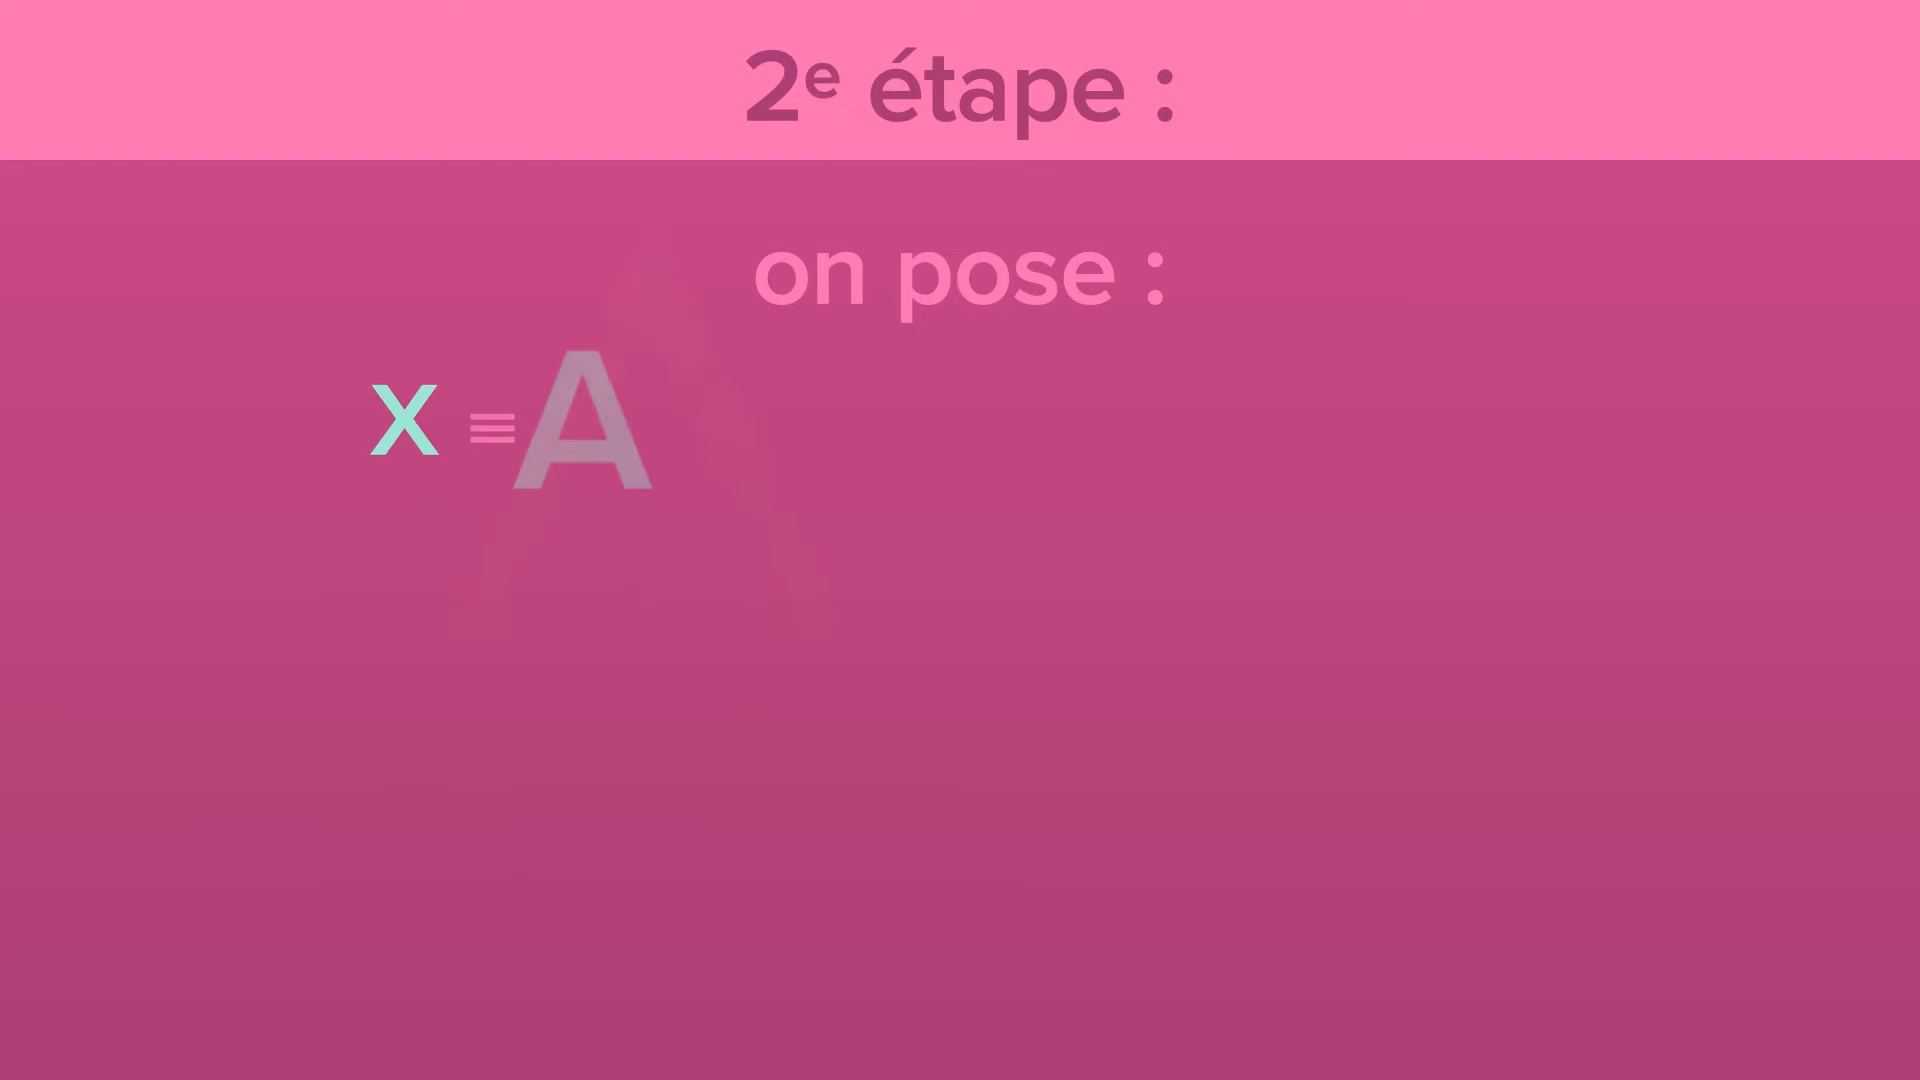 2ᵉ étape :
on pose :
x ≡ A